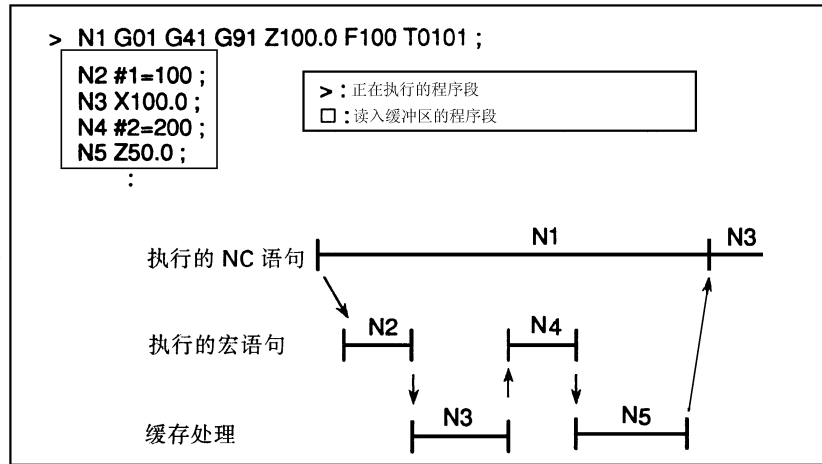 > N1 G01 G41 G91 Z100.0 F100 T0101 ;
N2 #1=100 ;
N3 X100.0 ;
N4 #2=200 ;
N5 Z50.0 ;
:
> : 正在执行的程序段
□ : 读入缓冲区的程序段
执行的 NC 语句 N1 N3
执行的宏语句 N2 N4
缓存处理 N3 N5